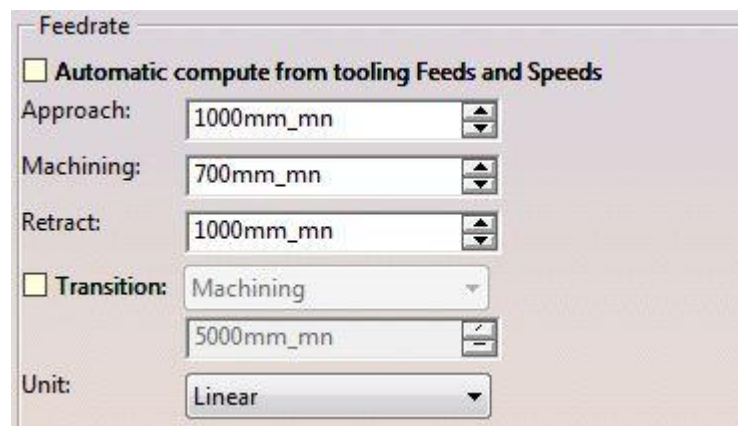 Feedrate
Automatic compute from tooling Feeds and Speeds
Approach: 1000mm_mn
Machining: 700mm_mn
Retract: 1000mm_mn
Transition: Machining
5000mm_mn
Unit: Linear